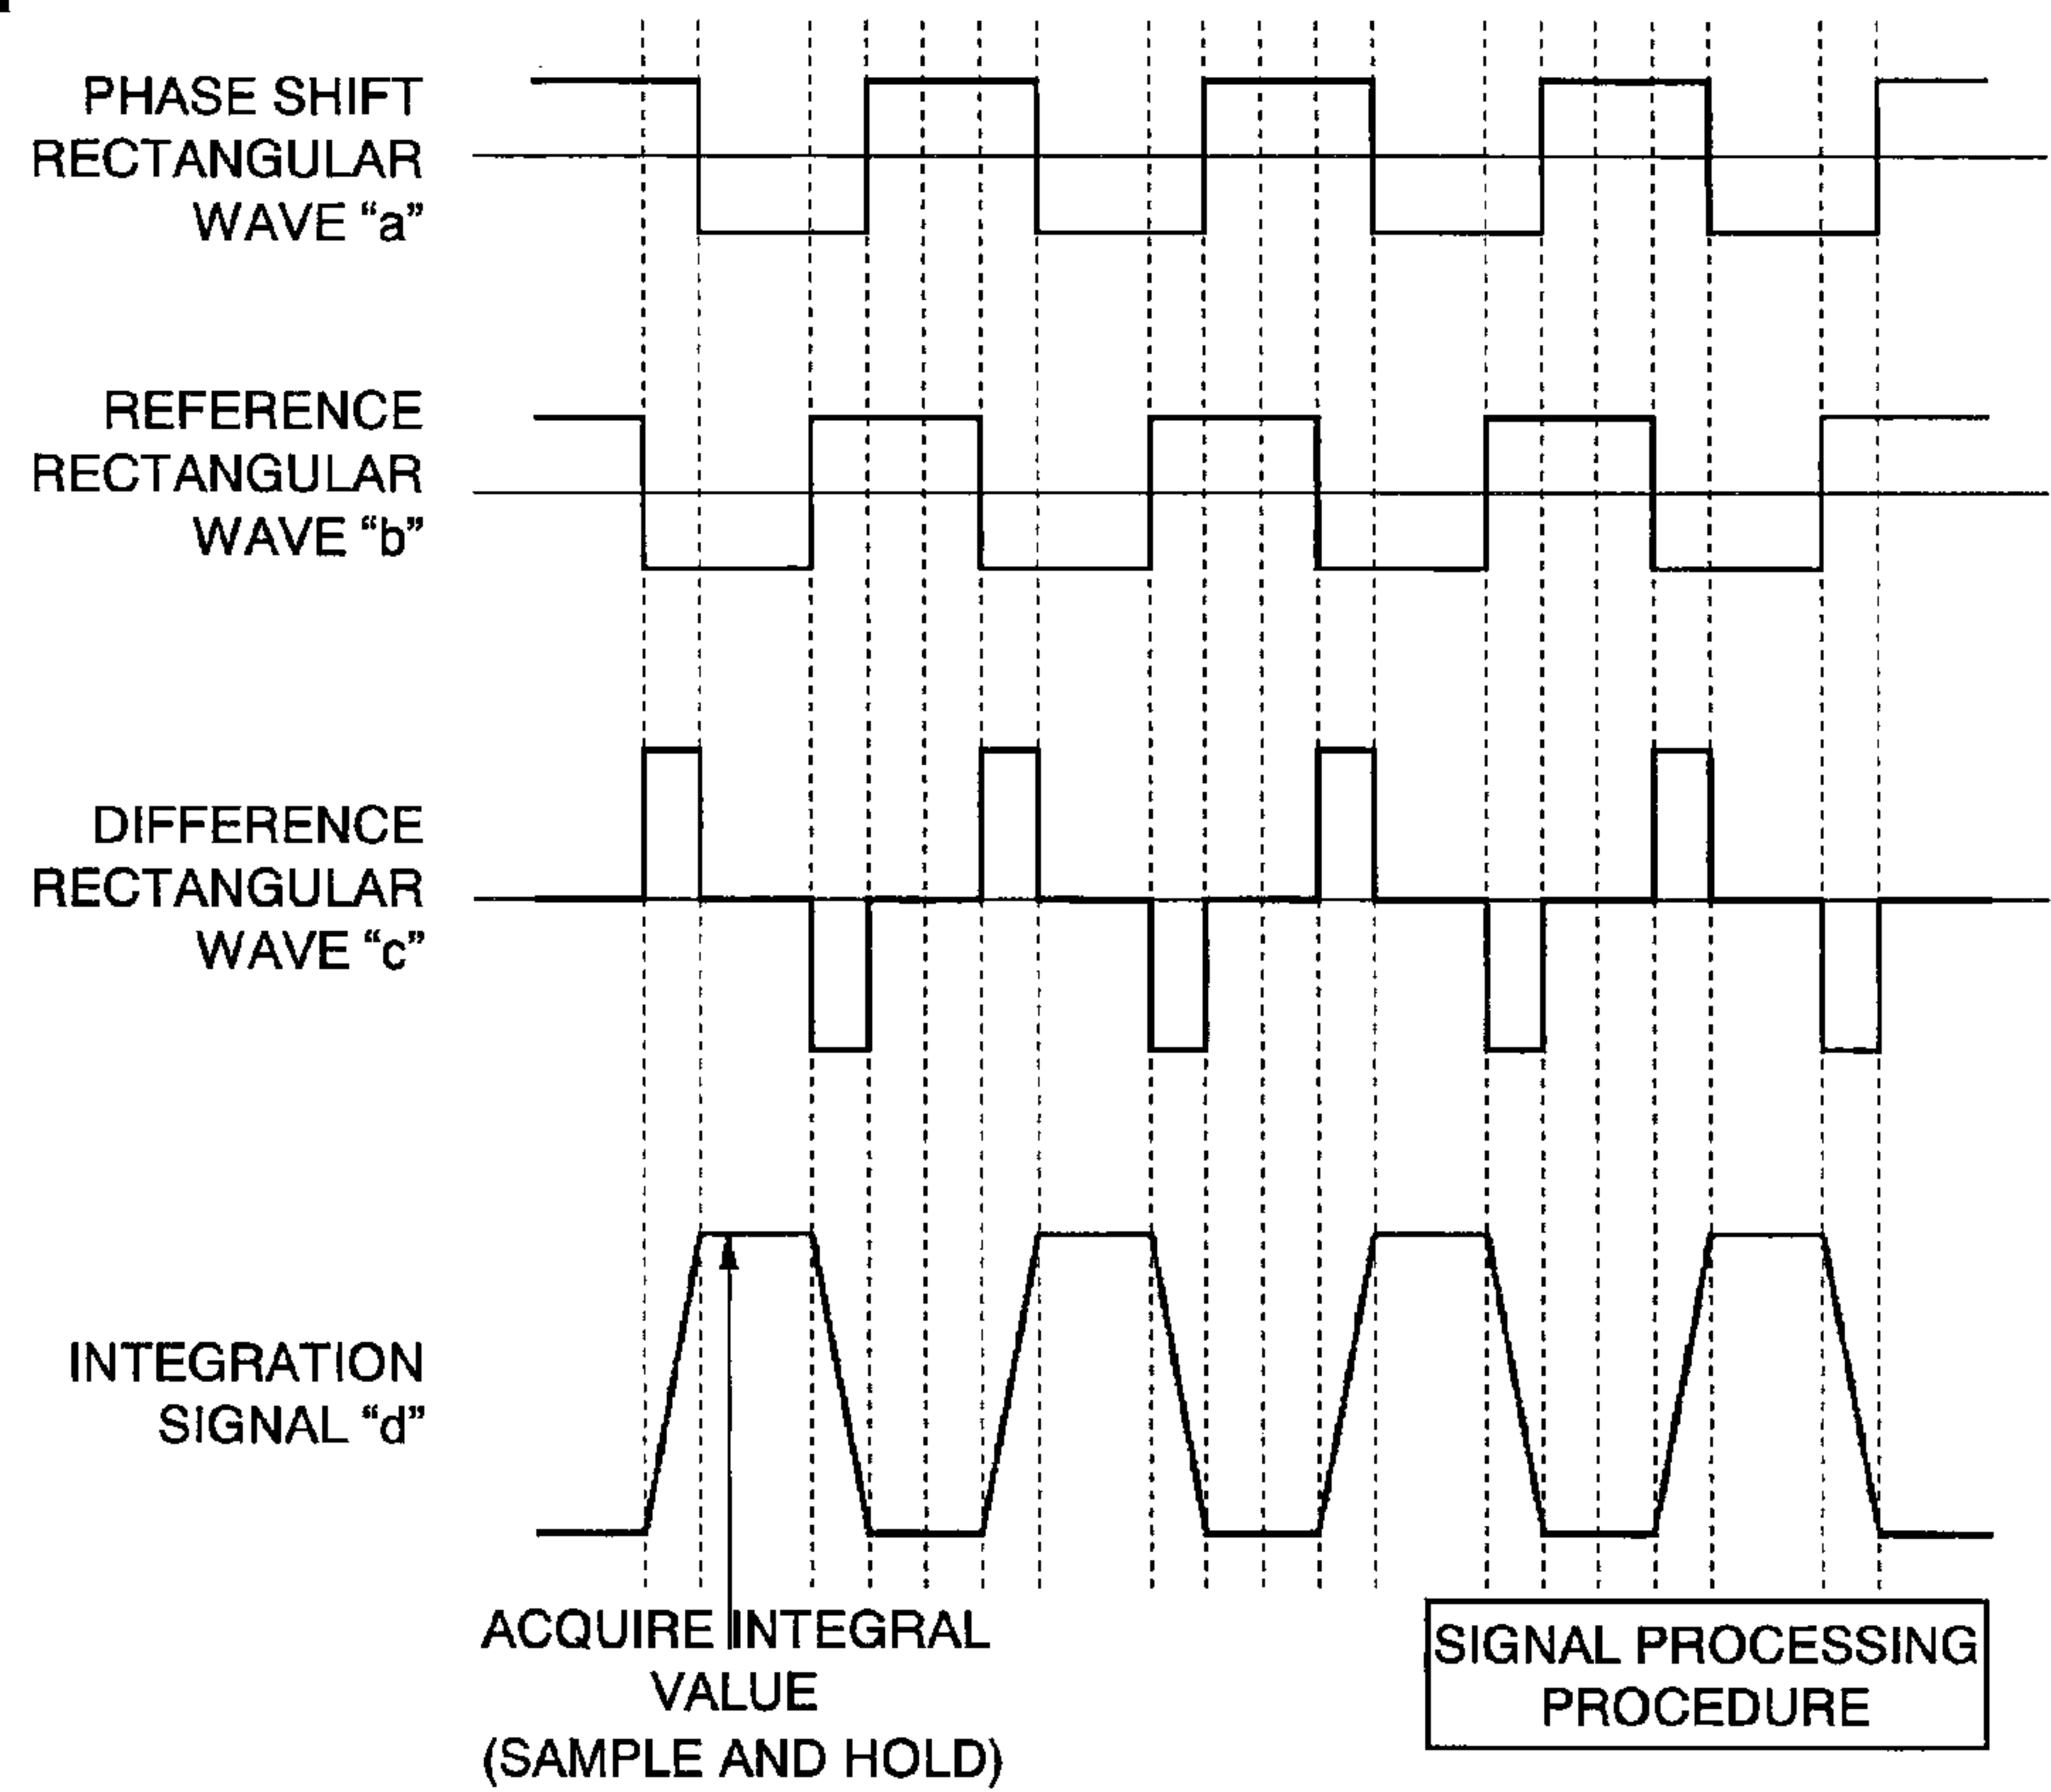 PHASE SHIFT
RECTANGULAR
WAVE “a”
REFERENCE
RECTANGULAR
WAVE “b”
DIFFERENCE
RECTANGULAR
WAVE “c”
INTEGRATION
SIGNAL “d”
ACQUIRE INTEGRAL
VALUE
(SAMPLE AND HOLD)
SIGNAL PROCESSING
PROCEDURE